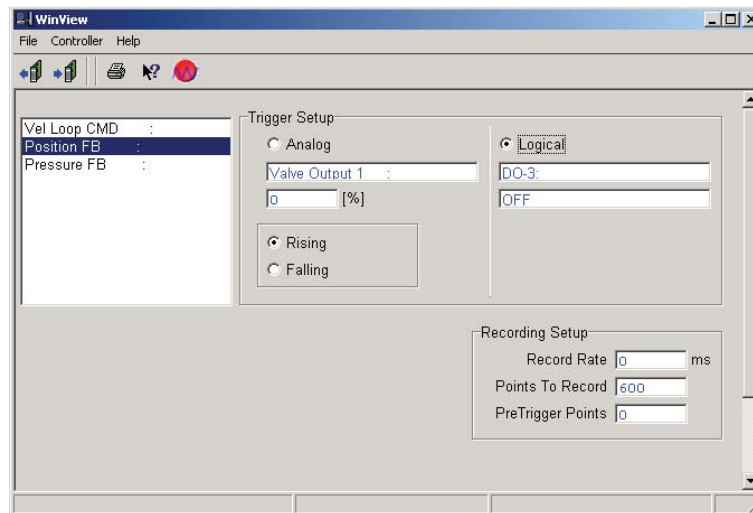 WinView
File Controller Help
Vel Loop CMD :
Position FB :
Pressure FB :
Trigger Setup
Analog
Valve Output 1 :
0 [%]
Rising
Falling
Logical
DO-3:
OFF
Recording Setup
Record Rate 0 ms
Points To Record 600
PreTrigger Points 0